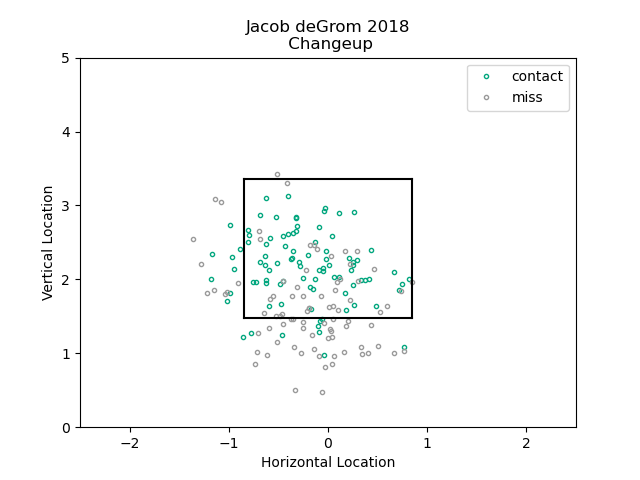 Jacob deGrom 2018
Changeup
contact
miss
5
4
3
2
1
0
Vertical Location
−2
−1
0
1
2
Horizontal Location